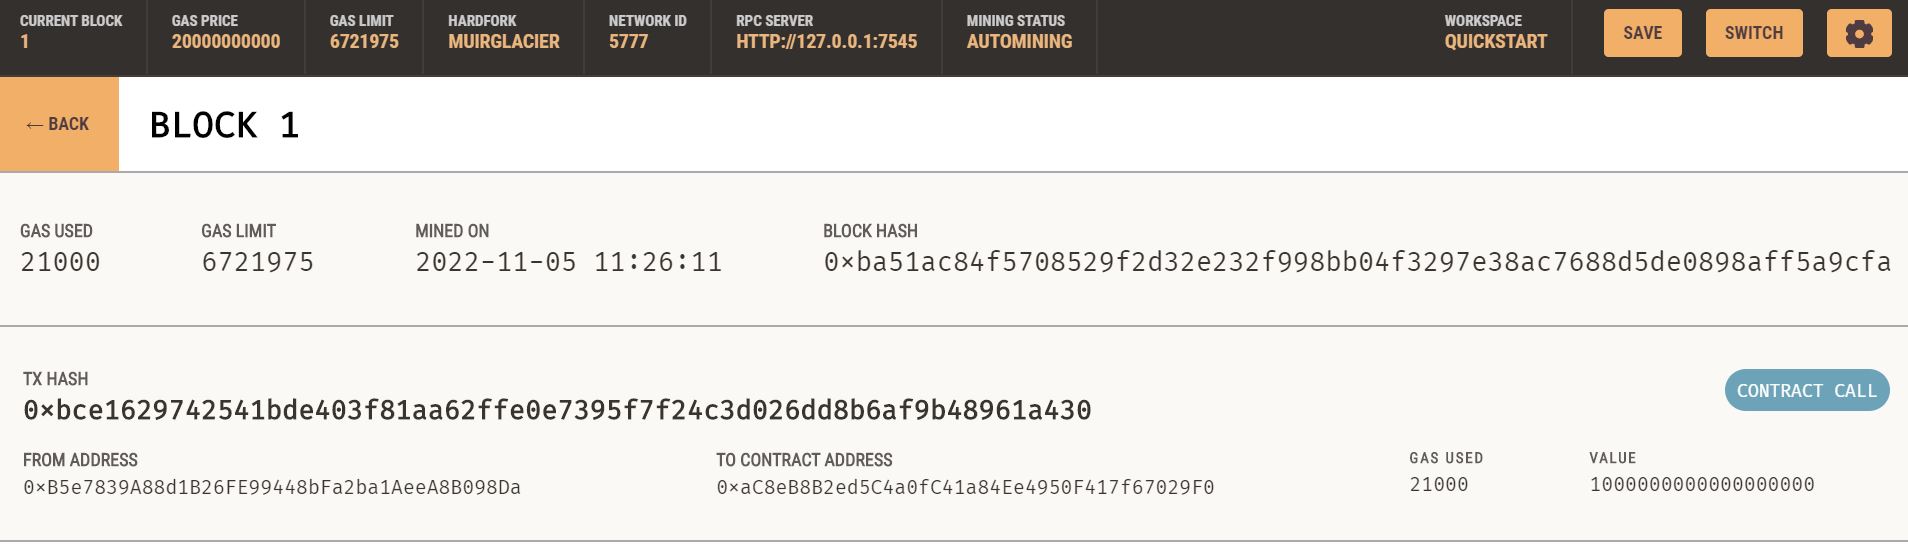 CURRENT BLOCK
1
GAS PRICE
20000000000
GAS LIMIT
6721975
HARDFORK
MUIRGLACIER
NETWORK ID
5777
RPC SERVER
HTTP://127.0.0.1:7545
MINING STATUS
AUTOMINING
WORKSPACE
QUICKSTART
SAVE
SWITCH
← BACK
BLOCK 1
GAS USED
21000
GAS LIMIT
6721975
MINED ON
2022-11-05 11:26:11
BLOCK HASH
0×ba51ac84f5708529f2d32e232f998bb04f3297e38ac7688d5de0898aff5a9cfa
TX HASH
0×bce1629742541bde403f81aa62ffe0e7395f7f24c3d026dd8b6af9b48961a430
CONTRACT CALL
FROM ADDRESS
0×B5e7839A88d1B26FE99448bFa2ba1AeeA8B098Da
TO CONTRACT ADDRESS
0×aC8eB8B2ed5C4a0fC41a84Ee4950F417f67029F0
GAS USED
21000
VALUE
1000000000000000000